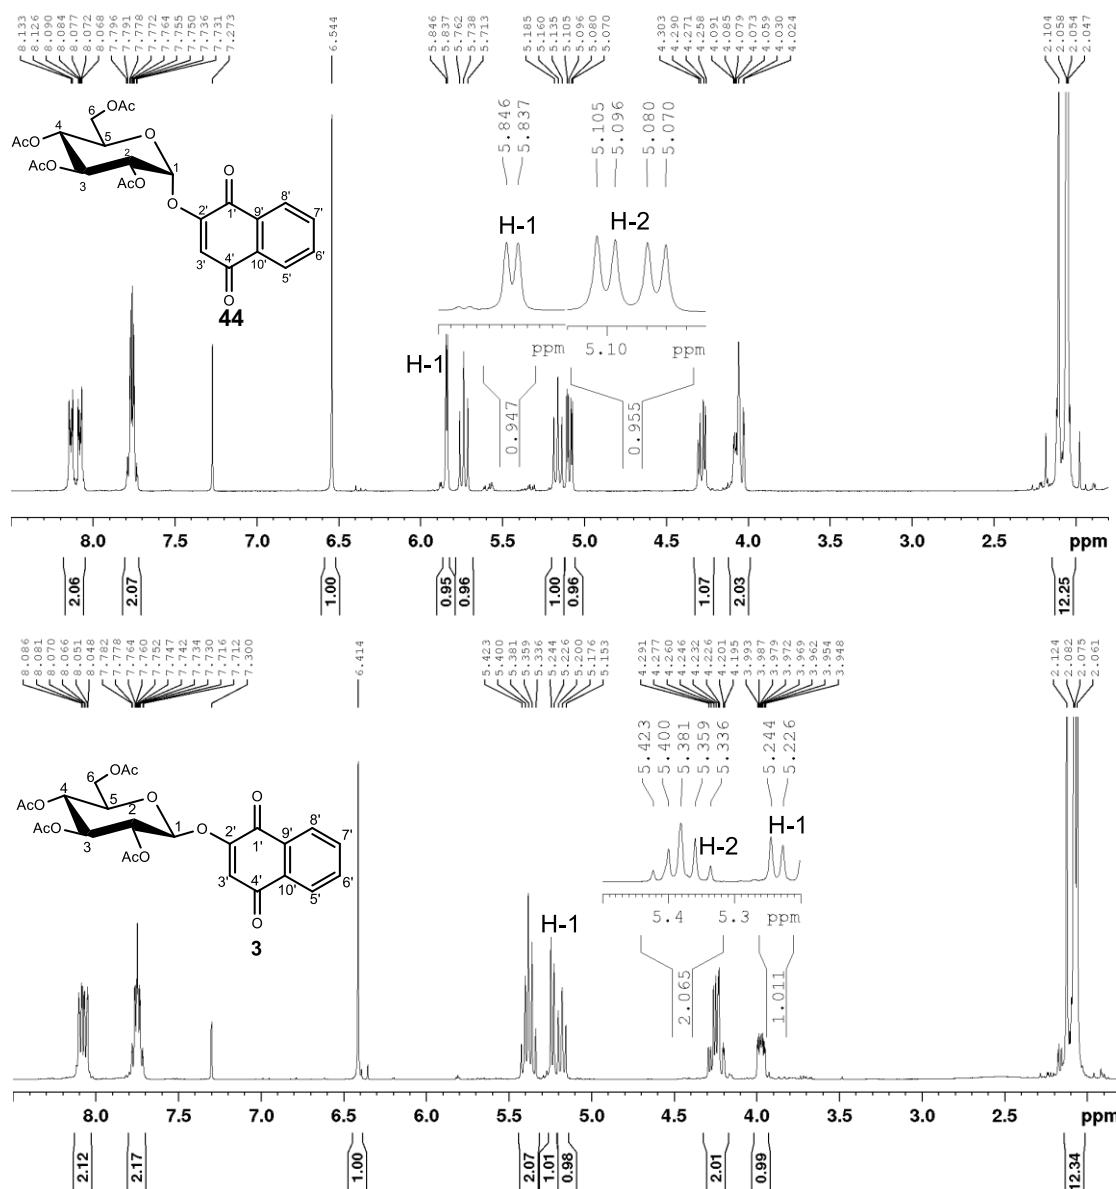 8.133 8.126 8.090 8.084 8.077 8.072 8.068 7.796 7.791 7.778 7.772 7.764 7.755 7.750 7.736 7.731 7.273
6.544
5.846 5.837 5.762 5.738 5.713
5.185 5.160 5.135 5.105 5.096 5.080 5.070
4.303 4.290 4.271 4.258 4.091 4.085 4.079 4.073 4.059 4.030 4.024
2.104 2.058 2.054 2.047
6 OAc
4 5 O
AcO
AcO 2 1
3 AcO
O O
2' 1' 9' 8' 7'
3' 4' 10' 6'
O 5'
44
5.846 5.837
5.105 5.096 5.080 5.070
H-1
H-2
ppm
5.10 ppm
H-1
0.947
0.955
8.0 7.5 7.0 6.5 6.0 5.5 5.0 4.5 4.0 3.5 3.0 2.5 ppm
2.06 2.07 1.00 0.95 0.96 1.00 0.96 1.07 2.03 12.25
8.086 8.081 8.070 8.066 8.051 8.048 7.782 7.778 7.764 7.760 7.752 7.747 7.742 7.734 7.730 7.716 7.712 7.300
6.414
5.423 5.400 5.381 5.359 5.336 5.244 5.226 5.200 5.176 5.153
4.291 4.277 4.260 4.246 4.232 4.226 4.201 4.195 3.993 3.987 3.979 3.972 3.969 3.962 3.954 3.948
2.124 2.082 2.075 2.061
6 OAc
4 5 O
AcO 2 1 O
AcO 3 AcO
O
2' 1' 9' 8' 7'
3' 4' 10' 6'
O 5'
3
5.423 5.400 5.381 5.359 5.336
5.244 5.226
H-2
H-1
5.4 5.3 ppm
H-1
2.065
1.011
8.0 7.5 7.0 6.5 6.0 5.5 5.0 4.5 4.0 3.5 3.0 2.5 ppm
2.12 2.17 1.00 2.07 1.01 0.98 2.01 0.99 12.34